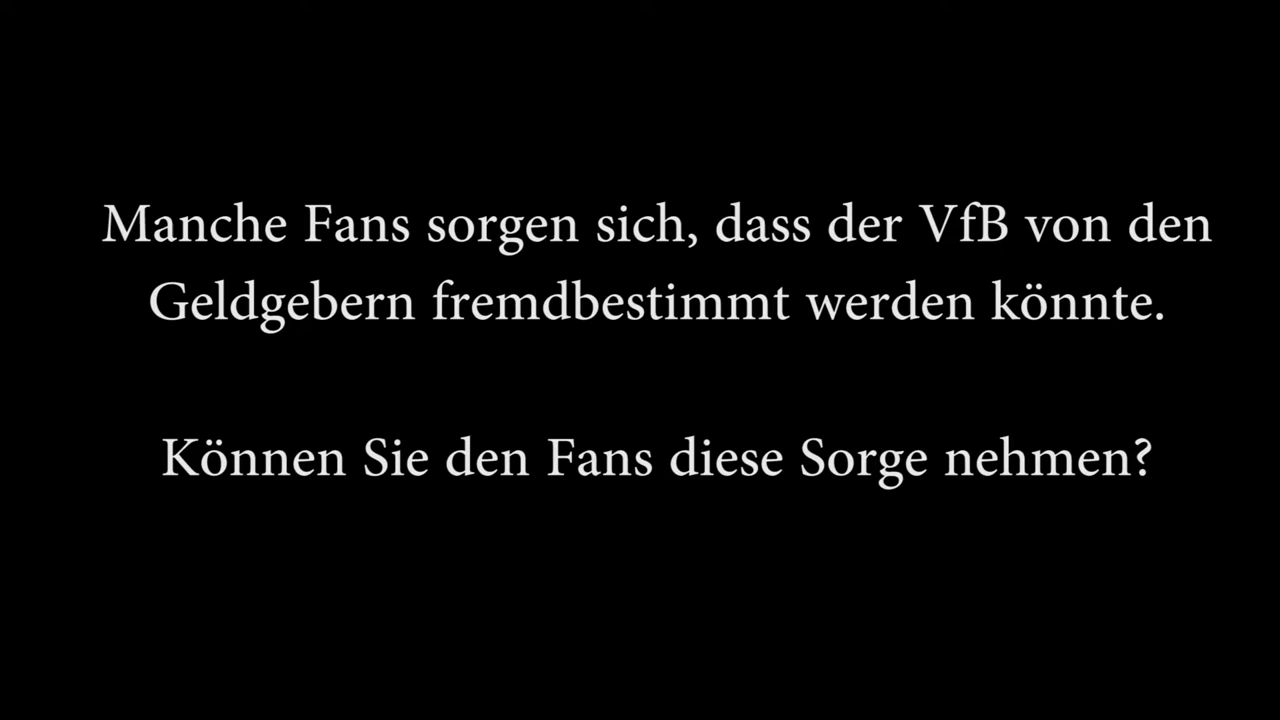 Manche Fans sorgen sich, dass der VfB von den
Geldgebern fremdbestimmt werden könnte.
Können Sie den Fans diese Sorge nehmen?